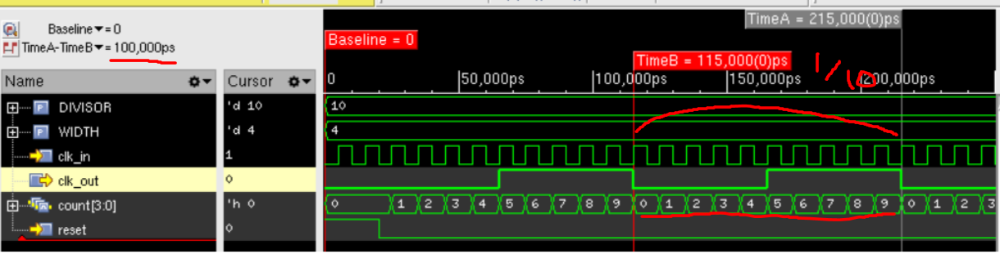 Baseline▼=0
TimeA-TimeB▼=100,000ps
TimeA = 215,000(0)ps
Baseline = 0
TimeB = 115,000(0)ps
1/10
Name Cursor 0 50,000ps 100,000ps 150,000ps 200,000ps
DIVISOR 'd 10 10
WIDTH 'd 4 4
clk_in 1
clk_out 0
count[3:0] 'h 0 0 1 2 3 4 5 6 7 8 9 0 1 2 3 4 5 6 7 8 9 0 1 2 3
reset 0